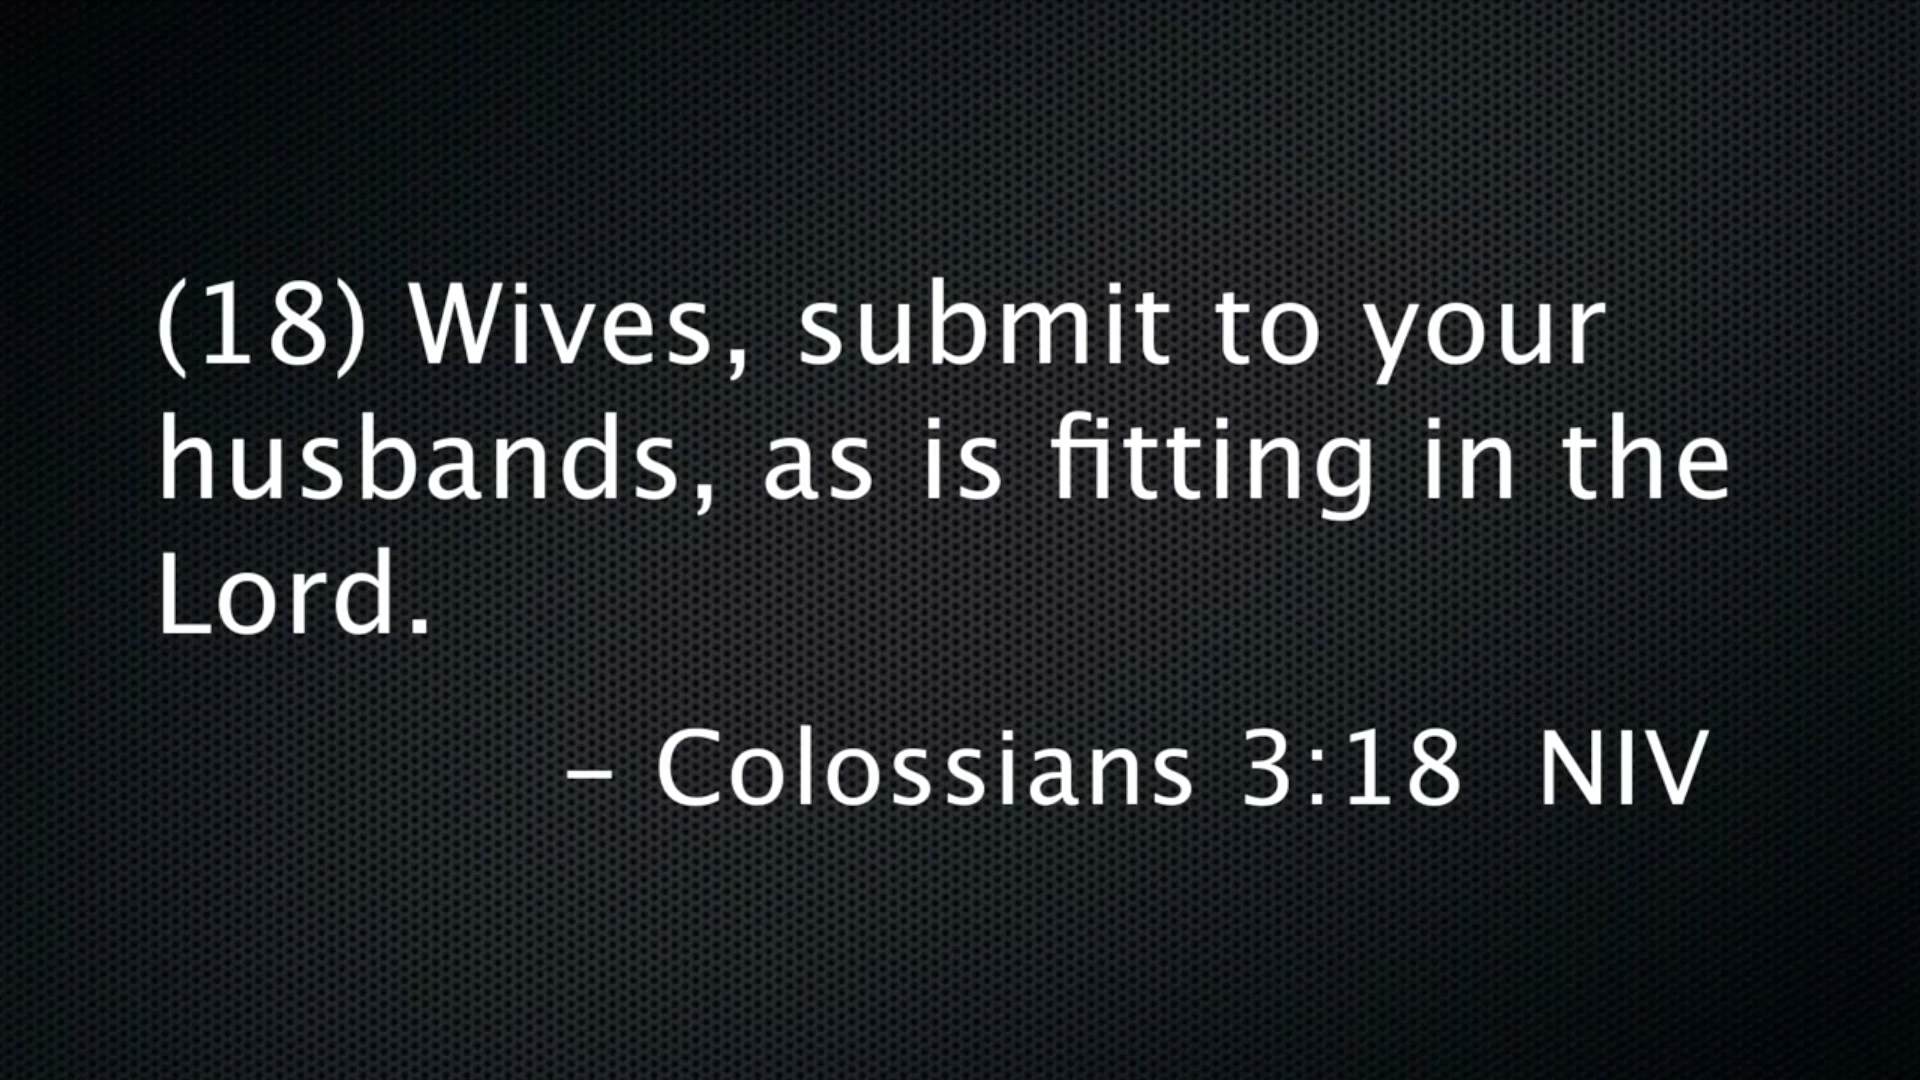 (18) Wives, submit to your
husbands, as is fitting in the
Lord.
– Colossians 3:18  NIV